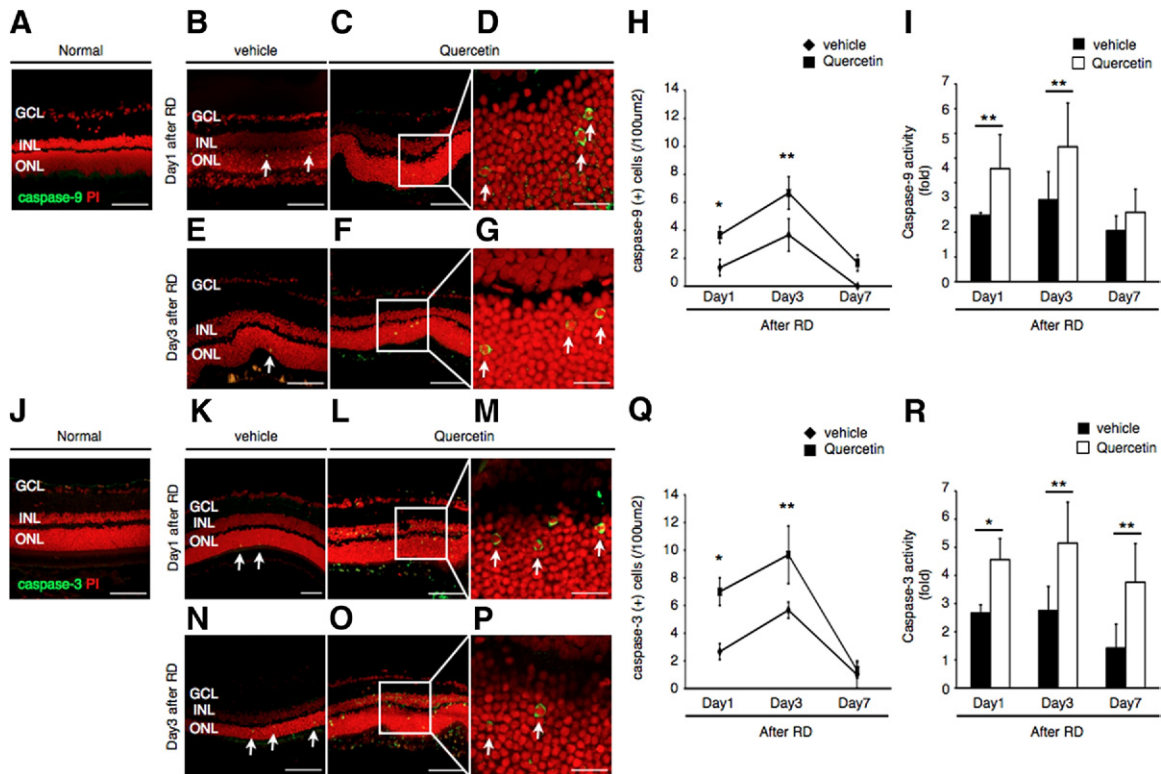 A
B
C
D
H
I
Normal
vehicle
Quercetin
vehicle
Quercetin
vehicle
Quercetin
Day1 after RD
GCL
INL
ONL
caspase-9 PI
GCL
INL
ONL
caspase-9 (+) cells (/100um2)
14
12
10
8
6
4
2
0
*
**
Day1
Day3
Day7
After RD
Caspase-9 activity
(fold)
7
6
5
4
3
2
1
0
**
**
Day1
Day3
Day7
After RD
E
F
G
Day3 after RD
GCL
INL
ONL
J
K
L
M
Q
R
Normal
vehicle
Quercetin
vehicle
Quercetin
vehicle
Quercetin
Day1 after RD
GCL
INL
ONL
caspase-3 PI
GCL
INL
ONL
caspase-3 (+) cells (/100um2)
14
12
10
8
6
4
2
0
*
**
Day1
Day3
Day7
After RD
Caspase-3 activity
(fold)
7
6
5
4
3
2
1
0
*
**
**
Day1
Day3
Day7
After RD
N
O
P
Day3 after RD
GCL
INL
ONL